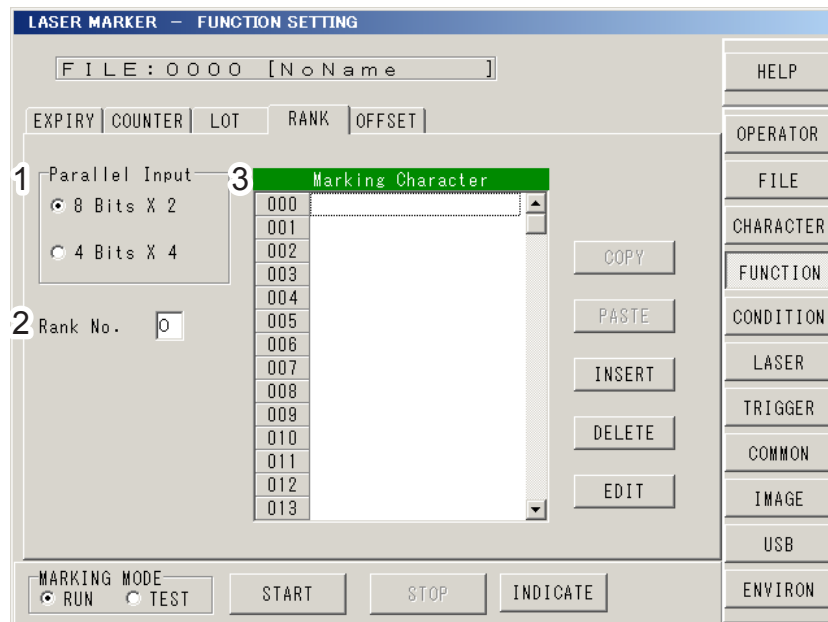 LASER MARKER － FUNCTION SETTING
FILE:0000 [NoName ]
HELP
EXPIRY COUNTER LOT RANK OFFSET
OPERATOR
FILE
CHARACTER
FUNCTION
CONDITION
LASER
TRIGGER
COMMON
IMAGE
USB
ENVIRON
1 Parallel Input
8 Bits X 2
4 Bits X 4
2 Rank No. 0
3 Marking Character
000
001
002
003
004
005
006
007
008
009
010
011
012
013
COPY
PASTE
INSERT
DELETE
EDIT
MARKING MODE
RUN TEST
START STOP INDICATE